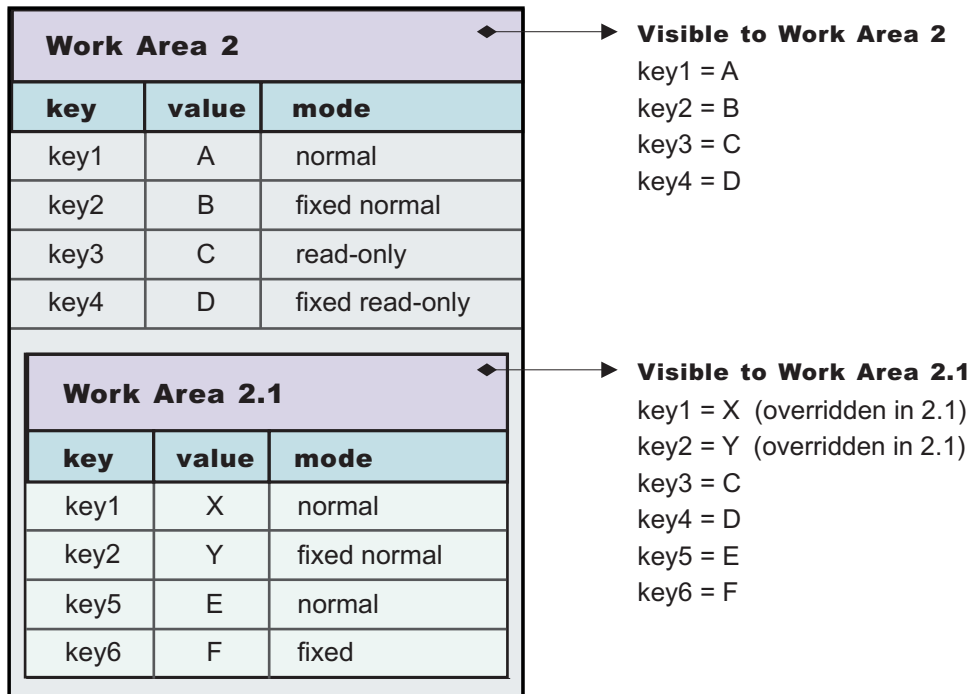 Work Area 2
key value mode
key1 A normal
key2 B fixed normal
key3 C read-only
key4 D fixed read-only
Visible to Work Area 2
key1 = A
key2 = B
key3 = C
key4 = D
Work Area 2.1
key value mode
key1 X normal
key2 Y fixed normal
key5 E normal
key6 F fixed
Visible to Work Area 2.1
key1 = X (overridden in 2.1)
key2 = Y (overridden in 2.1)
key3 = C
key4 = D
key5 = E
key6 = F